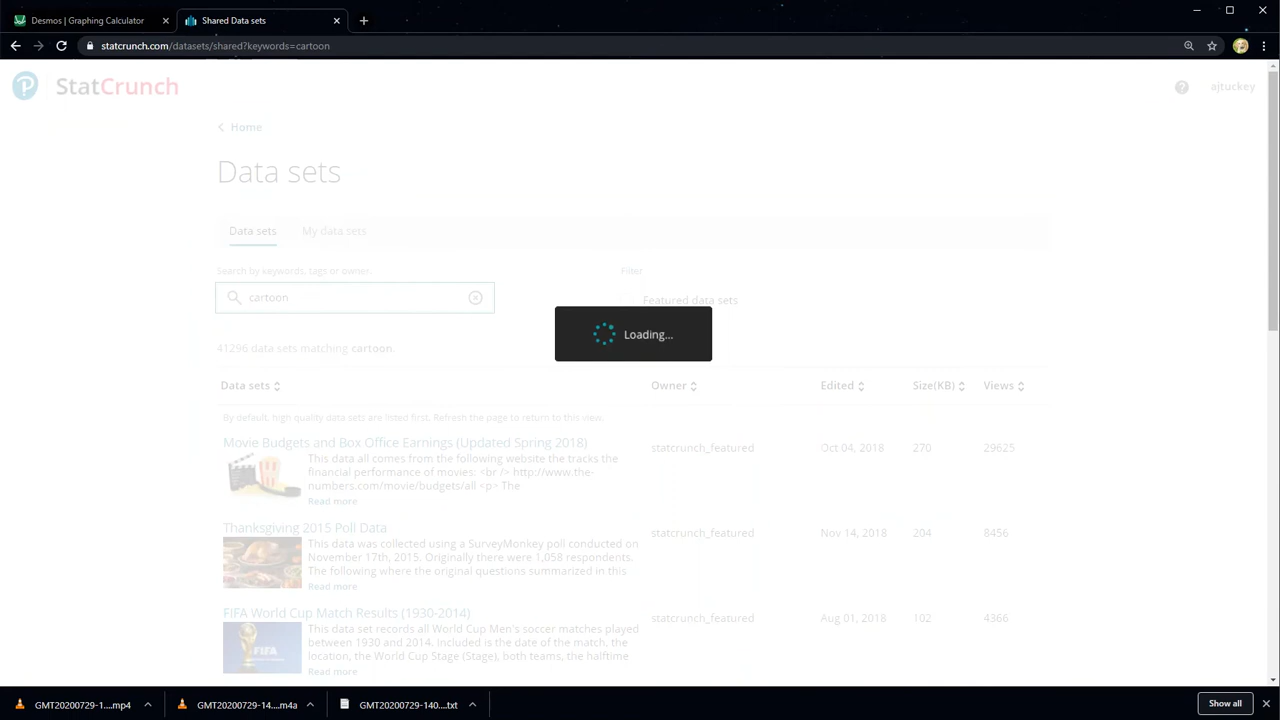 Desmos | Graphing Calculator
Shared Data sets
statcrunch.com/datasets/shared?keywords=cartoon
StatCrunch
ajtuckey
Home
Data sets
Data sets
My data sets
Search by keywords, tags or owner.
Filter
cartoon
Featured data sets
Loading...
41296 data sets matching cartoon.
Data sets
Owner
Edited
Size(KB)
Views
By default, high quality data sets are listed first. Refresh the page to return to this view.
Movie Budgets and Box Office Earnings (Updated Spring 2018)
This data all comes from the following website the tracks the
financial performance of movies: <br /> http://www.the-
numbers.com/movie/budgets/all <p> The
Read more
statcrunch_featured
Oct 04, 2018
270
29625
Thanksgiving 2015 Poll Data
This data was collected using a SurveyMonkey poll conducted on
November 17th, 2015. Originally there were 1,058 respondents.
The following where the original questions summarized in this
Read more
statcrunch_featured
Nov 14, 2018
204
8456
FIFA World Cup Match Results (1930-2014)
This data set records all World Cup Men's soccer matches played
between 1930 and 2014. included is the date of the match. the
location, the World Cup Stage (Stage), both teams, the halftime
Read more
statcrunch_featured
Aug 01, 2018
102
4366
FIFA
GMT20200729-1....mp4
GMT20200729-14....m4a
GMT20200729-140....txt
Show all